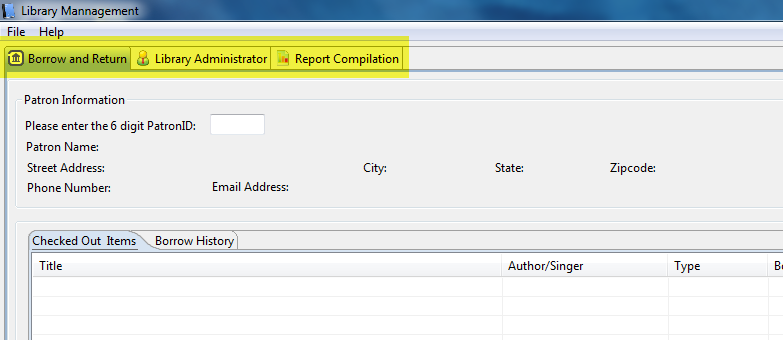 Library Mannagement
File Help
Borrow and Return Library Administrator Report Compilation
Patron Information
Please enter the 6 digit PatronID:
Patron Name:
Street Address: City: State: Zipcode:
Phone Number: Email Address:
Checked Out Items Borrow History
Title Author/Singer Type